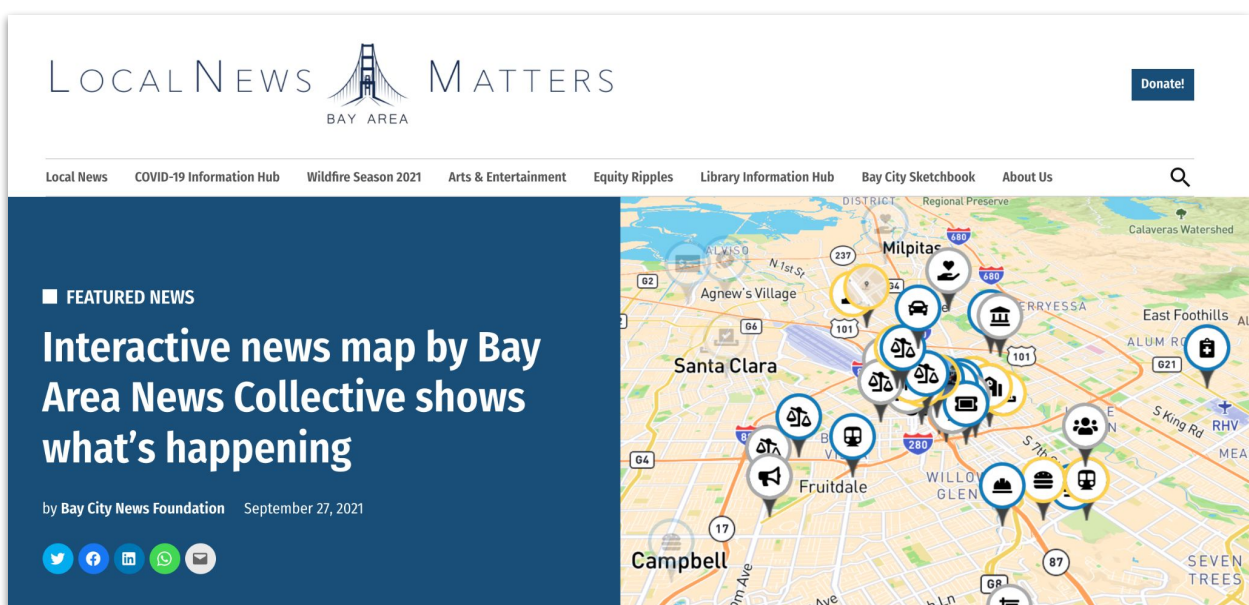 LOCAL NEWS MATTERS
BAY AREA
Donate!
Local News COVID-19 Information Hub Wildfire Season 2021 Arts & Entertainment Equity Ripples Library Information Hub Bay City Sketchbook About Us
FEATURED NEWS
Interactive news map by Bay
Area News Collective shows
what's happening
by Bay City News Foundation September 27, 2021
DISTRICT
Regional Preserve
Calaveras Watershed
680
Milpitas
237
ALVISO
N 1st St
680
G2
Agnew's Village
G4
101
G6
East Foothills
ALUM
101
G21
Santa Clara
S King Rd
RHV
280
G4
Fruitdale
WILLOW
GLEN
17
Campbell
87
SEVEN
TREES
G8
Ave